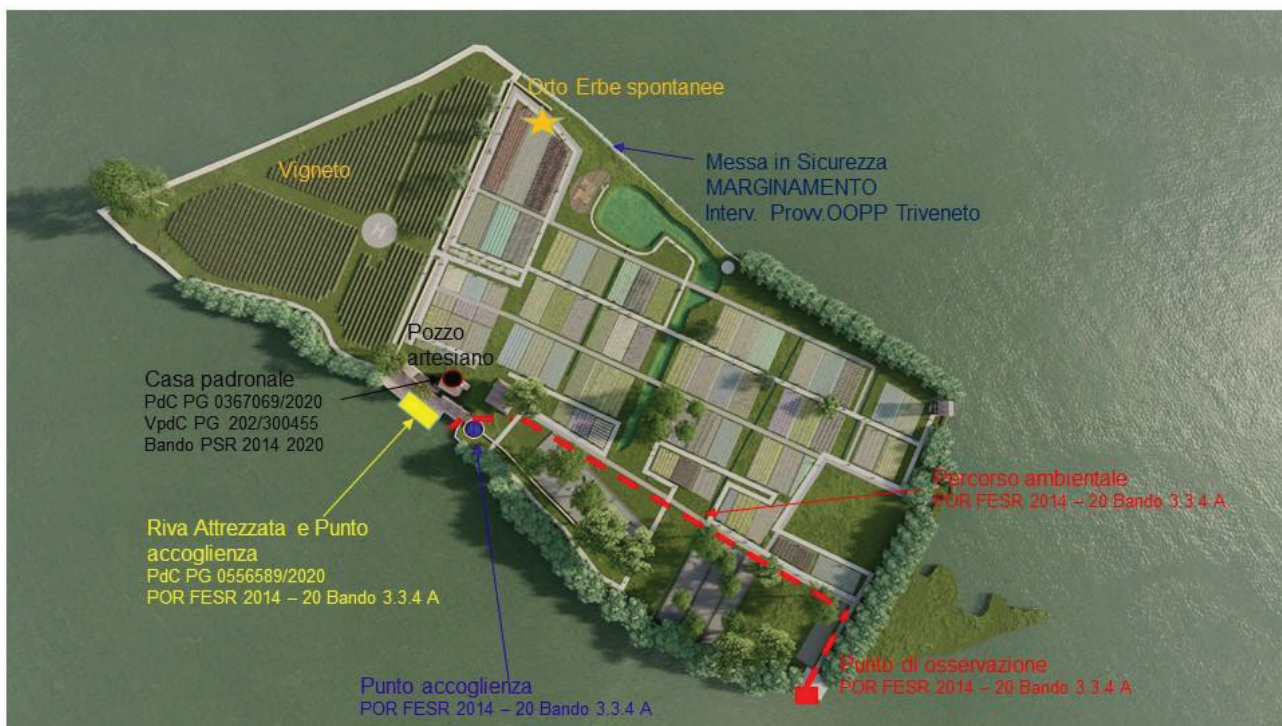 Orto Erbe spontanee
Vigneto
Messa in Sicurezza
MARGINAMENTO
Interv. Provv.OOPP Triveneto
H
Pozzo
artesiano
Casa padronale
PdC PG 0367069/2020
VpdC PG 202/300455
Bando PSR 2014 2020
Percorso ambientale
POR FESR 2014 – 20 Bando 3.3.4 A
Riva Attrezzata e Punto
accoglienza
PdC PG 0556589/2020
POR FESR 2014 – 20 Bando 3.3.4 A
Punto di osservazione
POR FESR 2014 – 20 Bando 3.3.4 A
Punto accoglienza
POR FESR 2014 – 20 Bando 3.3.4 A